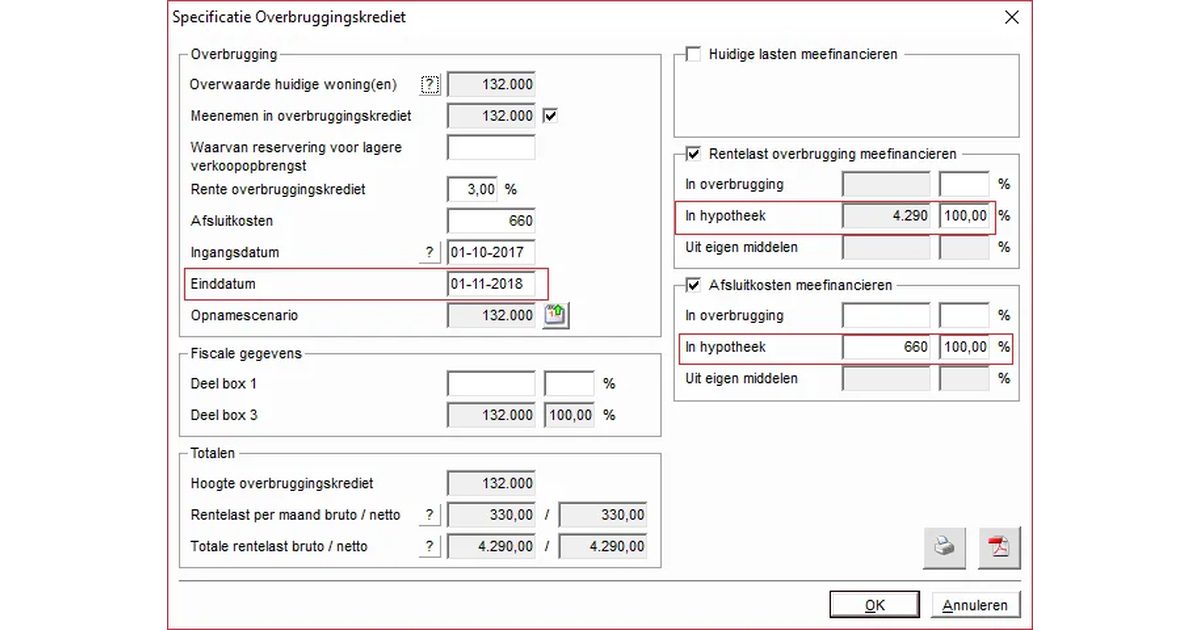 Specificatie Overbruggingskrediet
Overbrugging
Overwaarde huidige woning(en) ? 132.000
Meenemen in overbruggingskrediet 132.000
Waarvan reservering voor lagere
verkoopopbrengst
Rente overbruggingskrediet 3,00 %
Afsluitkosten 660
Ingangsdatum ? 01-10-2017
Einddatum 01-11-2018
Opnamescenario 132.000
Fiscale gegevens
Deel box 1 %
Deel box 3 132.000 100,00 %
Totalen
Hoogte overbruggingskrediet 132.000
Rentelast per maand bruto / netto ? 330,00 / 330,00
Totale rentelast bruto / netto ? 4.290,00 / 4.290,00
Huidige lasten meefinancieren
Rentelast overbrugging meefinancieren
In overbrugging %
In hypotheek 4.290 100,00 %
Uit eigen middelen %
Afsluitkosten meefinancieren
In overbrugging %
In hypotheek 660 100,00 %
Uit eigen middelen %
OK Annuleren